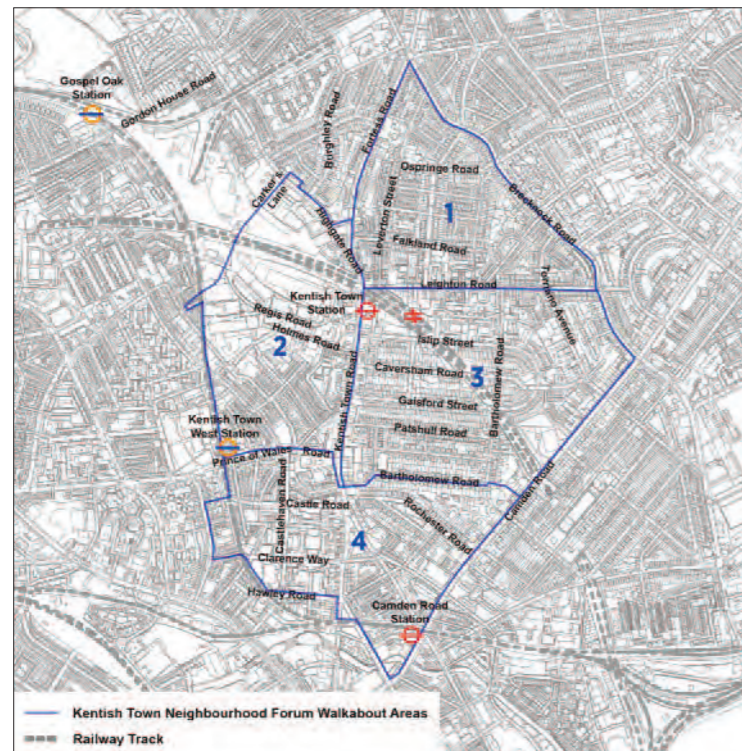 Gospel Oak
Station
Gordon House Road
Burghley Road
Fortess Road
Ospringe Road
Carker's
Lane
Highgate Road
Leverton Street
1
Brecknock Road
Falkland Road
Leighton Road
Torriano Avenue
Kentish Town
Station
Regis Road
Holmes Road
2
Islip Street
Caversham Road
3
Gaisford Street
Bartholomew Road
Patshull Road
Kentish Town Road
Kentish Town
West Station
Prince of Wales Road
Bartholomew Road
Camden Road
Castlehaven Road
Castle Road
Rochester Road
4
Clarence Way
Hawley Road
Camden Road
Station
Kentish Town Neighbourhood Forum Walkabout Areas
Railway Track